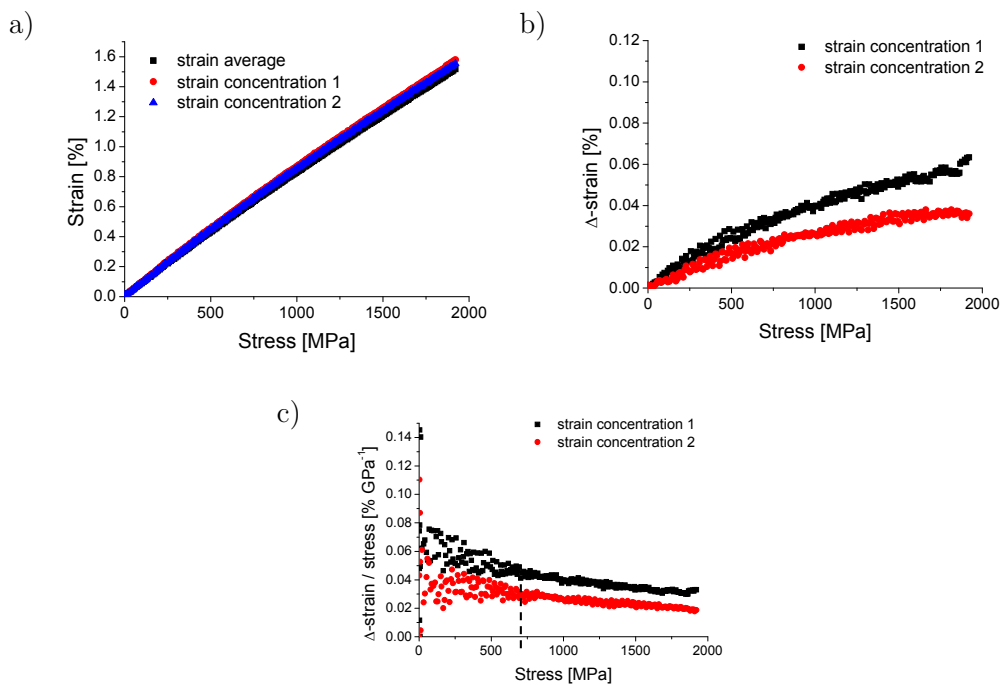 a)
strain average
strain concentration 1
strain concentration 2
Strain [%]
1.6
1.4
1.2
1.0
0.8
0.6
0.4
0.2
0.0
0 500 1000 1500 2000
Stress [MPa]
b)
strain concentration 1
strain concentration 2
Δ-strain [%]
0.12
0.10
0.08
0.06
0.04
0.02
0.00
0 500 1000 1500 2000
Stress [MPa]
c)
strain concentration 1
strain concentration 2
Δ-strain / stress [% GPa⁻¹]
0.14
0.12
0.10
0.08
0.06
0.04
0.02
0.00
0 500 1000 1500 2000
Stress [MPa]